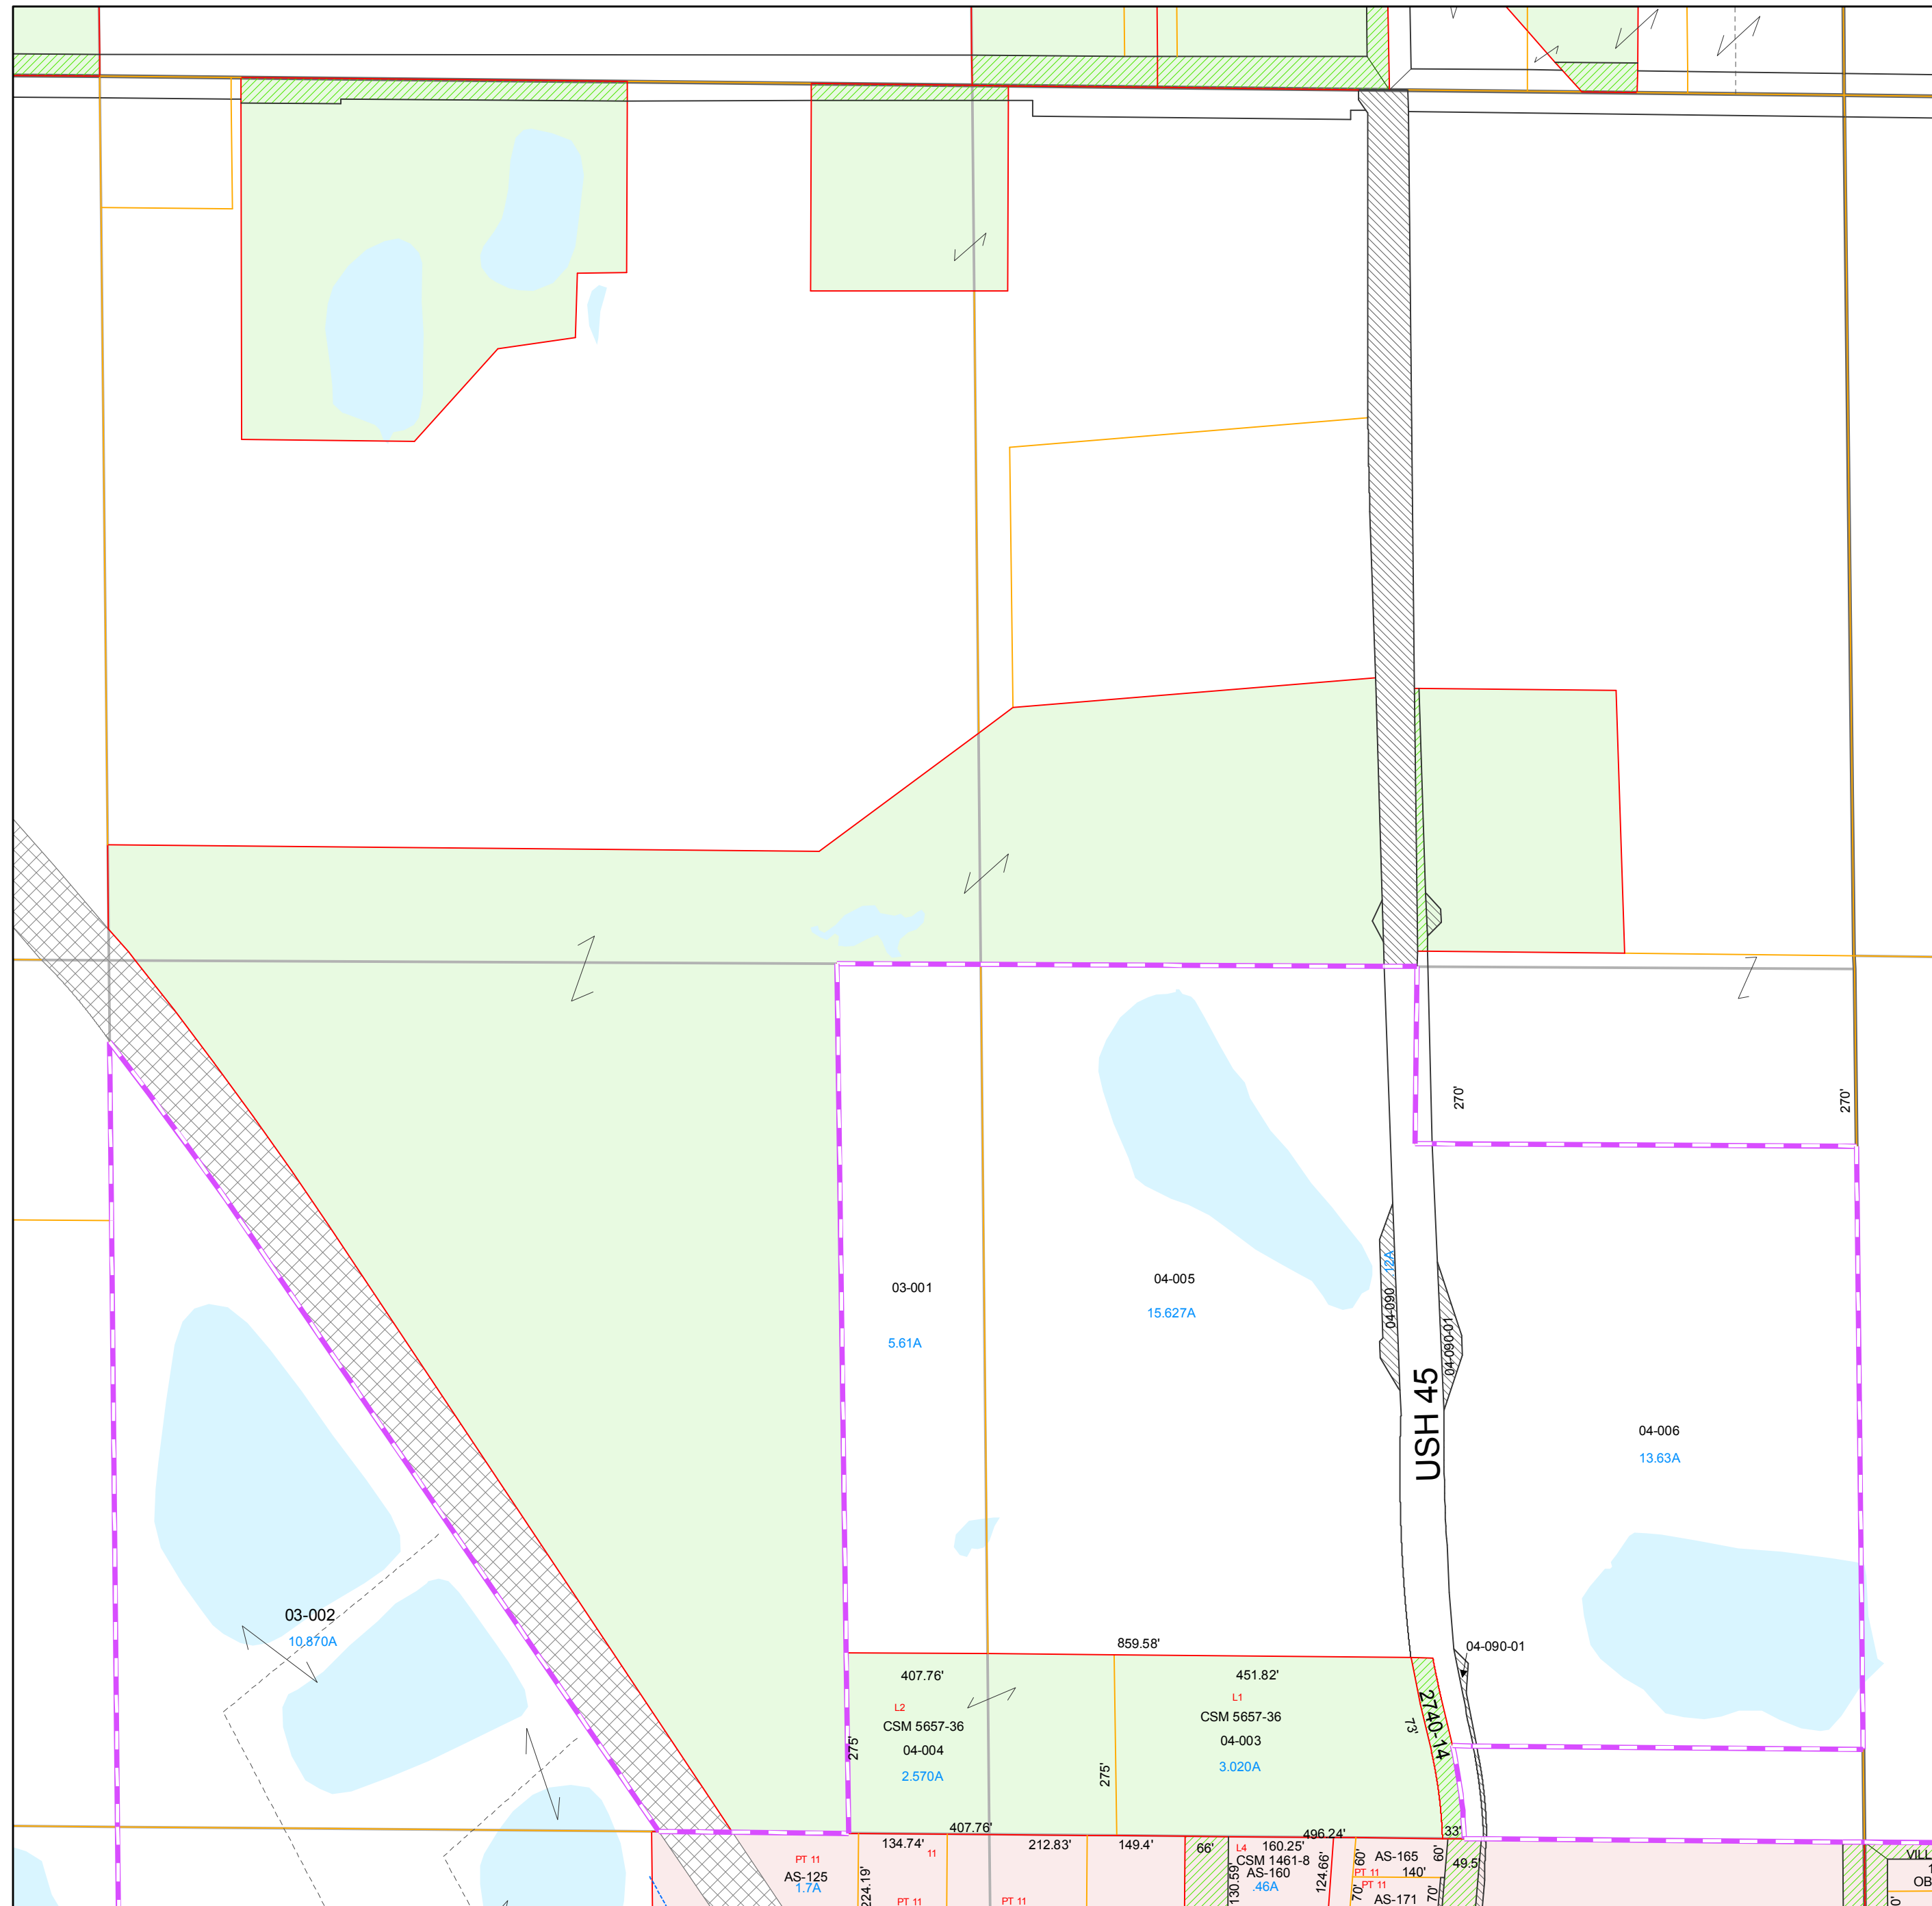 270'
270'
03-001
04-005
5.61A
15.627A
04-090
04-090-01
USH 45
04-006
13.63A
03-002
10.870A
859.58'
04-090-01
407.76'
451.82'
L2
L1
CSM 5657-36
CSM 5657-36
2740-14
73'
04-004
04-003
275'
275'
2.570A
3.020A
407.76'
496.24'
33'
134.74'
11
212.83'
149.4'
66'
L4
160.25'
CSM 1461-8
AS-160
.46A
130.59'
124.66'
PT 11
AS-125
1.7A
224.19'
PT 11
PT 11
60'
AS-165
60'
PT 11
140'
PT 11
70'
AS-171
70'
49.5'
VILL
OB